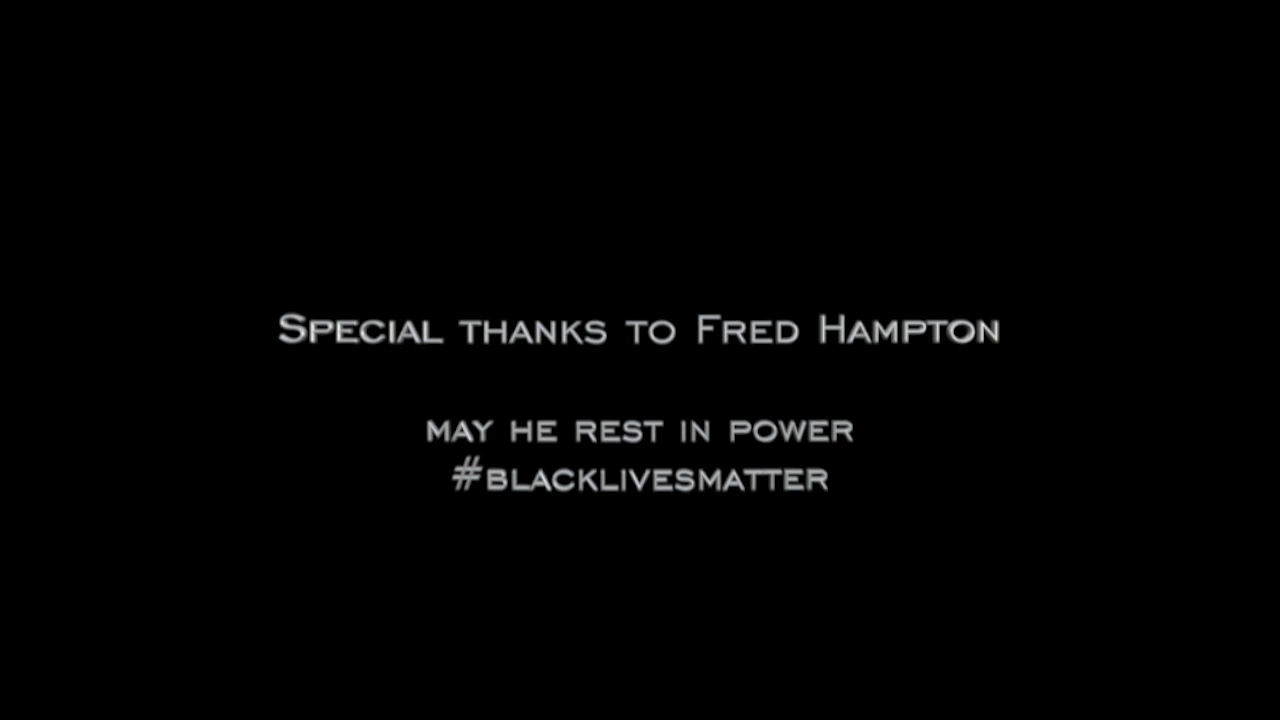 Special thanks to Fred Hampton
may he rest in power
#blacklivesmatter